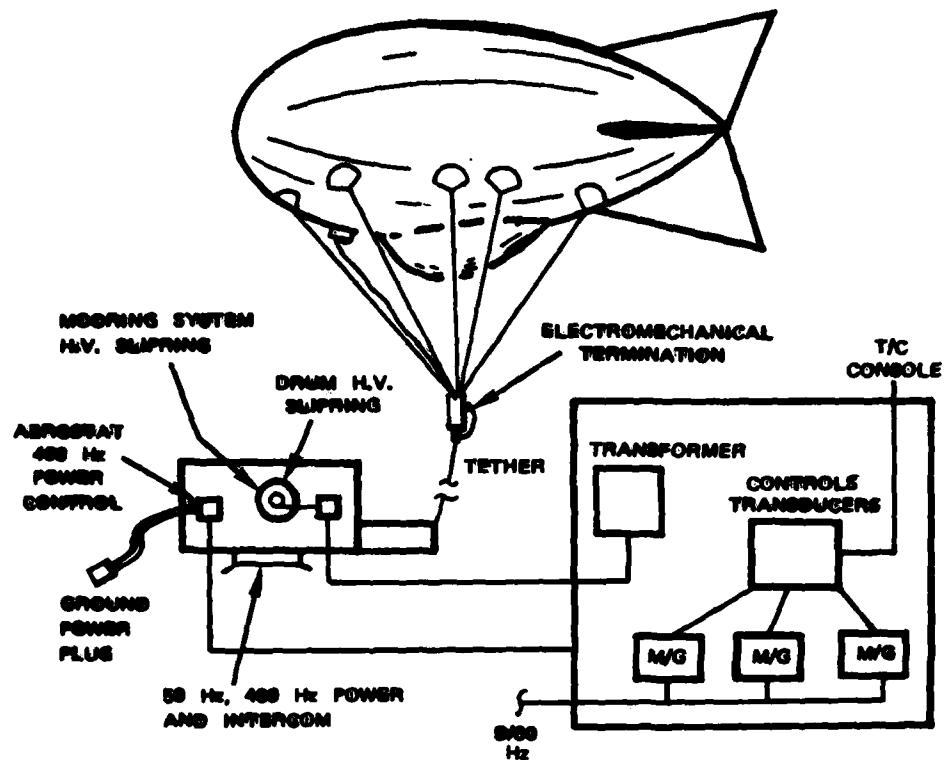 MOORING SYSTEM
H.V. SLIPRING
DRUM H.V.
SLIPRING
ELECTROMECHANICAL
TERMINATION
T/C
CONSOLE
AEROSTAT
400 Hz
POWER
CONTROL
TETHER
TRANSFORMER
CONTROLS
TRANSDUCERS
GROUND
POWER
PLUG
M/G
M/G
M/G
50 Hz, 400 Hz POWER
AND INTERCOM
Hz